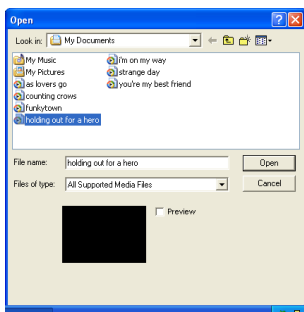 Open
Look in: My Documents
My Music
My Pictures
as lovers go
counting crows
funkytown
holding out for a hero
i'm on my way
strange day
you're my best friend
File name: holding out for a hero Open
Files of type: All Supported Media Files Cancel
Preview